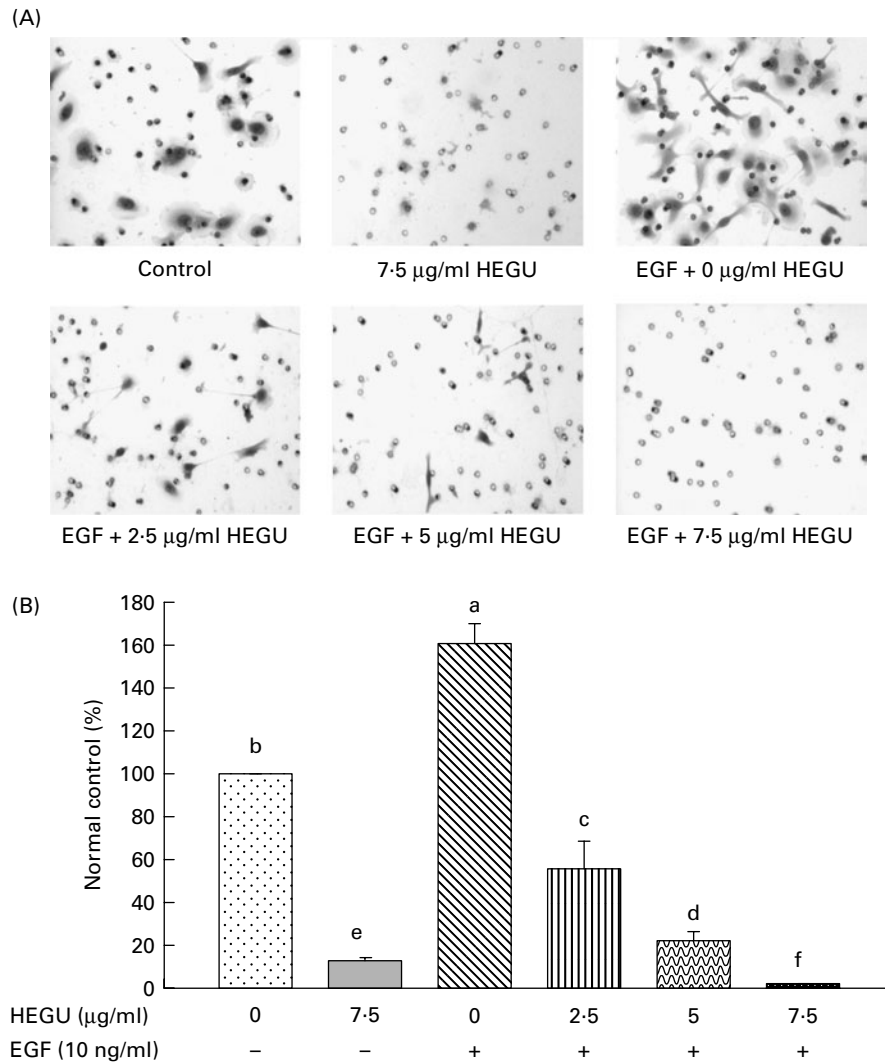 (A)
Control
7·5 μg/ml HEGU
EGF + 0 μg/ml HEGU
EGF + 2·5 μg/ml HEGU
EGF + 5 μg/ml HEGU
EGF + 7·5 μg/ml HEGU
(B)
Normal control (%)
180
160
140
120
100
80
60
40
20
0
b
e
a
c
d
f
HEGU (μg/ml) 0 7·5 0 2·5 5 7·5
EGF (10 ng/ml) – – + + + +